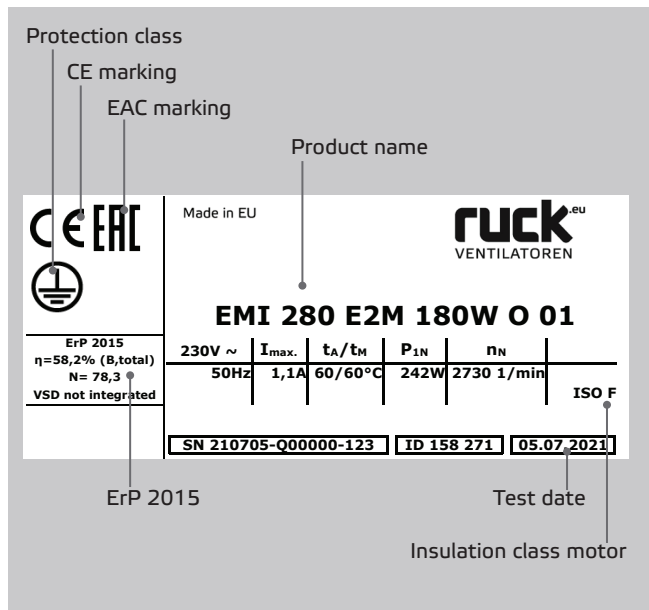 Protection class
CE marking
EAC marking
Product name
CE EAC
Made in EU
ruck.eu
VENTILATOREN
EMI 280 E2M 180W O 01
ErP 2015
η=58,2% (B,total)
N= 78,3
VSD not integrated
230V ~ Imax. tA/tM P1N nN
50Hz 1,1A 60/60°C 242W 2730 1/min
ISO F
SN 210705-Q00000-123 ID 158 271 05.07.2021
ErP 2015
Test date
Insulation class motor